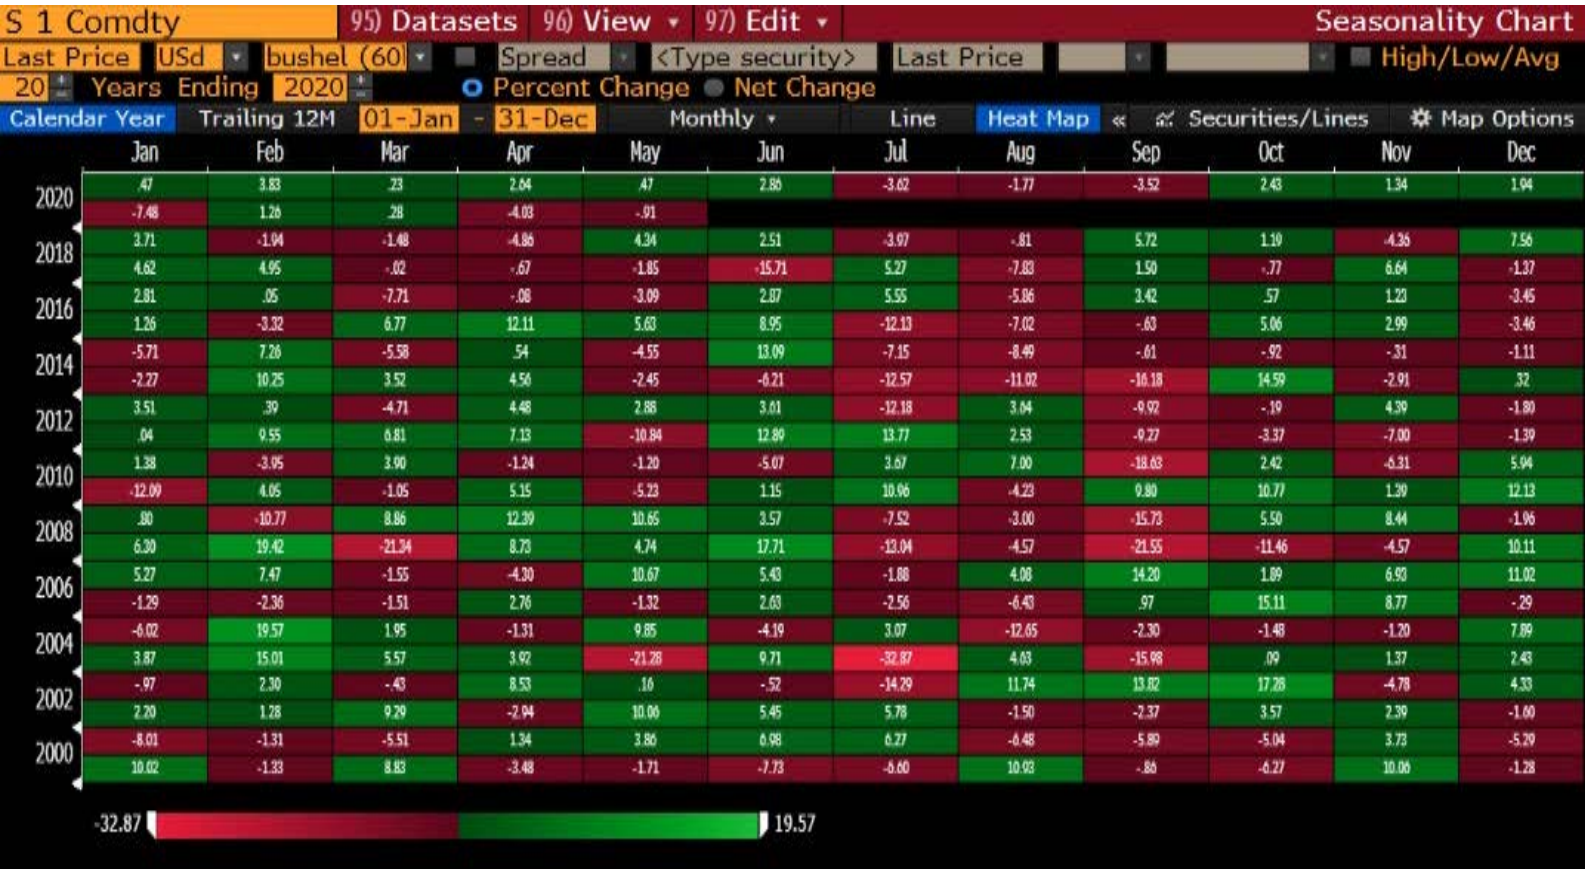 S 1 Comdty 95) Datasets 96) View 97) Edit Seasonality Chart
Last Price USd bushel (60l Spread <Type security> Last Price High/Low/Avg
20 Years Ending 2020 Percent Change Net Change
Calendar Year Trailing 12M 01-Jan - 31-Dec Monthly Line Heat Map « Securities/Lines Map Options
Jan Feb Mar Apr May Jun Jul Aug Sep Oct Nov Dec
2020 .47 3.83 .23 2.64 .47 2.86 -3.62 -1.77 -3.52 2.43 1.34 1.94
-7.48 1.26 .28 -4.03 -.91
2018 3.71 -1.94 -1.48 -4.86 4.34 2.51 -3.97 -.81 5.72 1.19 -4.36 7.56
4.62 4.95 -.02 -.67 -1.85 -15.71 5.27 -7.83 1.50 -.77 6.64 -1.37
2016 2.81 .05 -7.71 -.08 -3.09 2.87 5.55 -5.86 3.42 .57 1.23 -3.45
1.26 -3.32 6.77 12.11 5.63 8.95 -12.13 -7.02 -.63 5.06 2.99 -3.46
2014 -5.71 7.26 -5.58 .54 -4.55 13.09 -7.15 -8.49 -.61 -.92 -.31 -1.11
-2.27 10.25 3.52 4.56 -2.45 -6.21 -12.57 -11.02 -16.18 14.59 -2.91 .32
2012 3.51 .39 -4.71 4.48 2.88 3.61 -12.18 3.64 -9.92 -.19 4.39 -1.80
.04 9.55 6.81 7.13 -10.84 12.89 13.77 2.53 -9.27 -3.37 -7.00 -1.39
2010 1.38 -3.95 3.90 -1.24 -1.20 -5.07 3.67 7.00 -18.63 2.42 -6.31 5.94
-12.09 4.05 -1.05 5.15 -5.23 1.15 10.96 -4.23 9.80 10.77 1.39 12.13
2008 .80 -10.77 8.86 12.39 10.65 3.57 -7.52 -3.00 -15.73 5.50 8.44 -1.96
6.30 19.42 -21.34 8.73 4.74 17.71 -13.04 -4.57 -21.55 -11.46 -4.57 10.11
2006 5.27 7.47 -1.55 -4.30 10.67 5.43 -1.88 4.08 14.20 1.89 6.93 11.02
-1.29 -2.36 -1.51 2.76 -1.32 2.63 -2.56 -6.43 .97 15.11 8.77 -.29
2004 -6.02 19.57 1.95 -1.31 9.85 -4.19 3.07 -12.65 -2.30 -1.48 -1.20 7.89
3.87 15.01 5.57 3.92 -21.28 9.71 -32.87 4.63 -15.98 .09 1.37 2.43
2002 -.97 2.30 -.43 8.53 .16 -.52 -14.29 11.74 13.82 17.28 -4.78 4.33
2.20 1.28 9.29 -2.94 10.06 5.45 5.78 -1.50 -2.37 3.57 2.39 -1.60
2000 -8.01 -1.31 -5.51 1.34 3.86 6.98 6.27 -6.48 -5.89 -5.04 3.73 -5.29
10.02 -1.33 8.83 -3.48 -1.71 -7.73 -6.60 10.93 -.86 -6.27 10.06 -1.28
-32.87 19.57